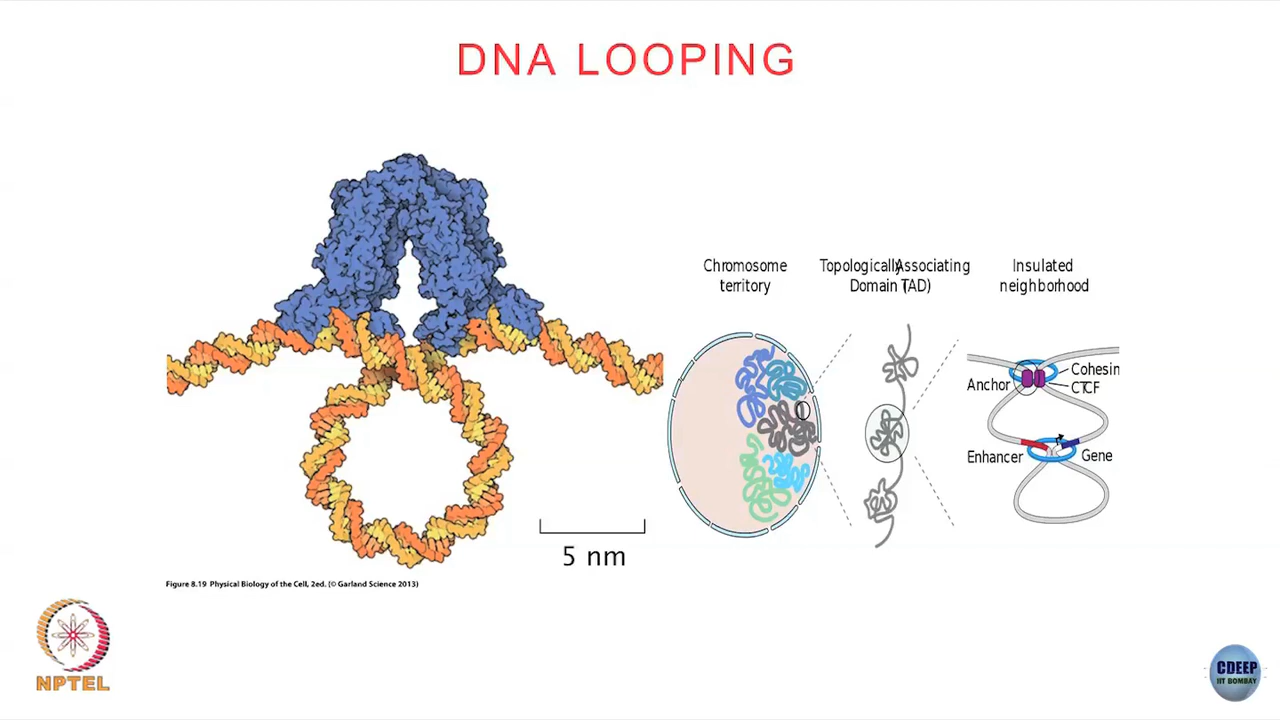 DNA LOOPING
Chromosome
territory
Topologically Associating
Domain (TAD)
Insulated
neighborhood
Cohesin
CTCF
Anchor
Enhancer
Gene
5 nm
Figure 8.19 Physical Biology of the Cell, 2ed. (© Garland Science 2013)
NPTEL
CDEEP
IIT BOMBAY